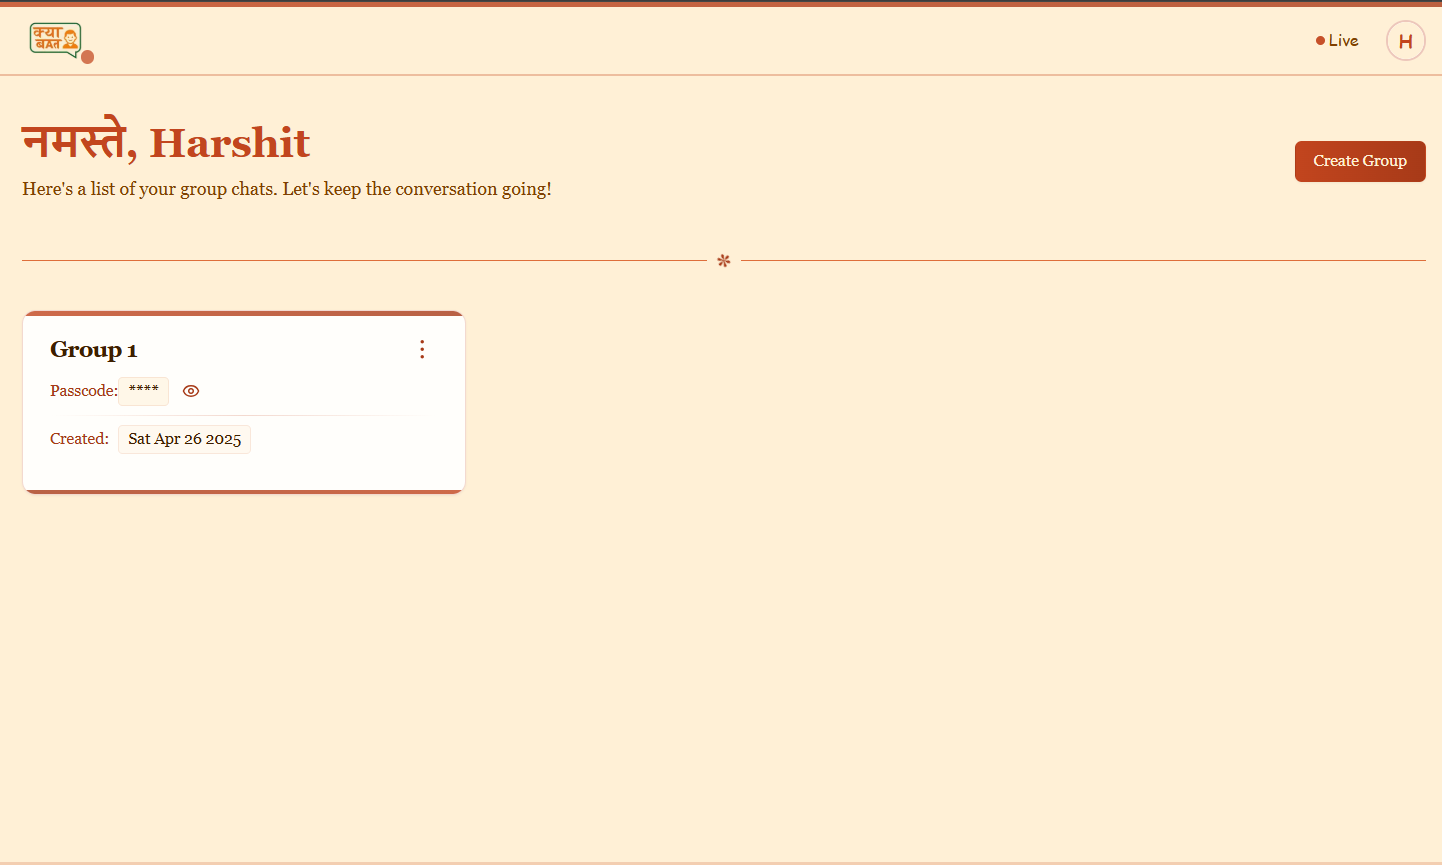 क्या
बAत
Live
H
नमस्ते, Harshit
Here's a list of your group chats. Let's keep the conversation going!
Create Group
Group 1
Passcode: ****
Created: Sat Apr 26 2025